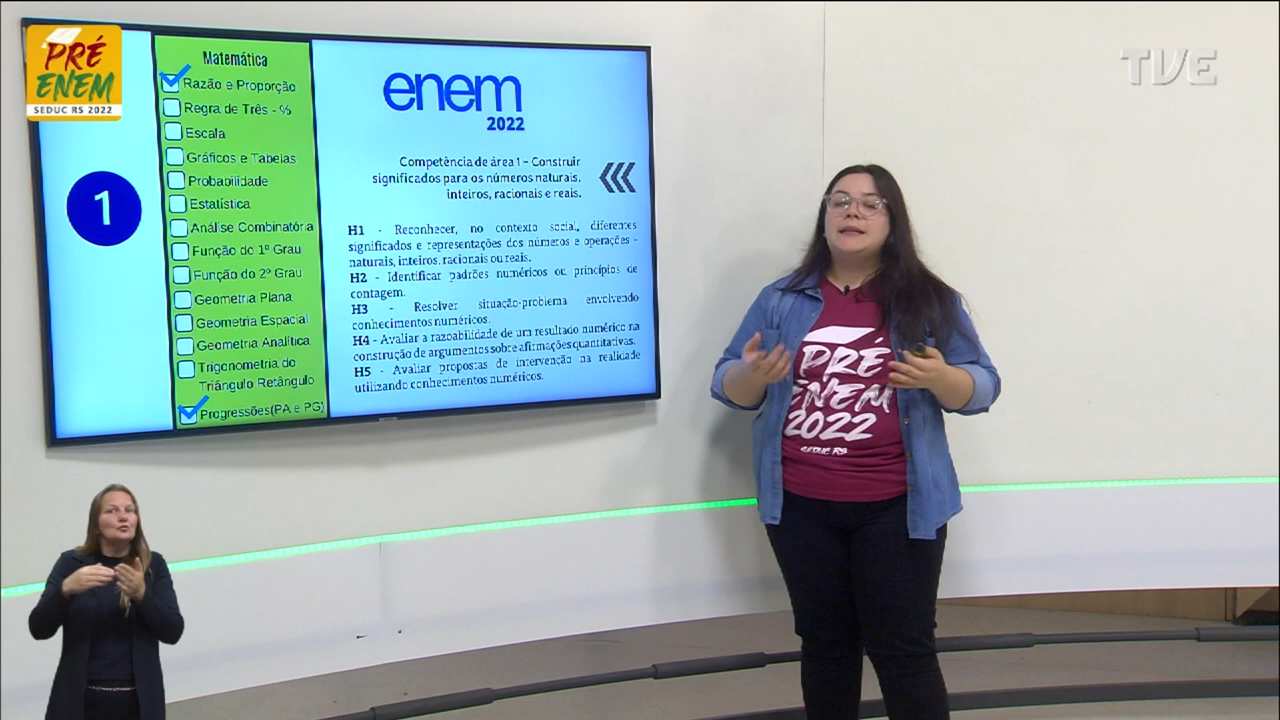 PRÉ
ENEM
SEDUC RS 2022
TVE
1
Matemática
Razão e Proporção
Regra de Três - %
Escala
Gráficos e Tabelas
Probabilidade
Estatística
Análise Combinatória
Função do 1º Grau
Função do 2º Grau
Geometria Plana
Geometria Espacial
Geometria Analítica
Trigonometria do
Triângulo Retângulo
Progressões(PA e PG)
enem
2022
Competência de área 1 - Construir
significados para os números naturais,
inteiros, racionais e reais.
H1 - Reconhecer, no contexto social, diferentes
significados e representações dos números e operações -
naturais, inteiros, racionais ou reais.
H2 - Identificar padrões numéricos ou princípios de
contagem.
H3 - Resolver situação-problema envolvendo
conhecimentos numéricos.
H4 - Avaliar a razoabilidade de um resultado numérico na
construção de argumentos sobre afirmações quantitativas.
H5 - Avaliar propostas de intervenção na realidade
utilizando conhecimentos numéricos.
PRÉ
ENEM
2022
SEDUC RS